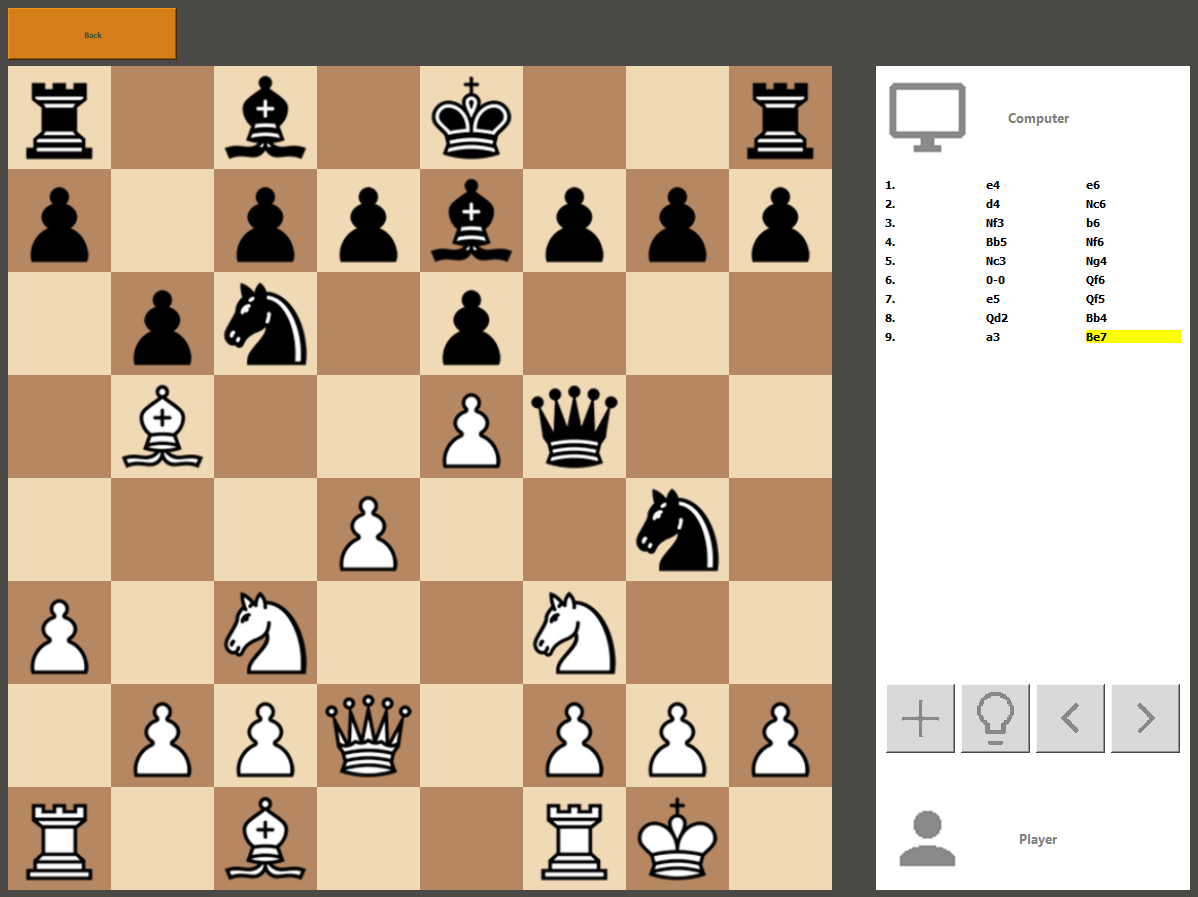 Back
Computer
1. e4 e6
2. d4 Nc6
3. Nf3 b6
4. Bb5 Nf6
5. Nc3 Ng4
6. 0-0 Qf6
7. e5 Qf5
8. Qd2 Bb4
9. a3 Be7
Player